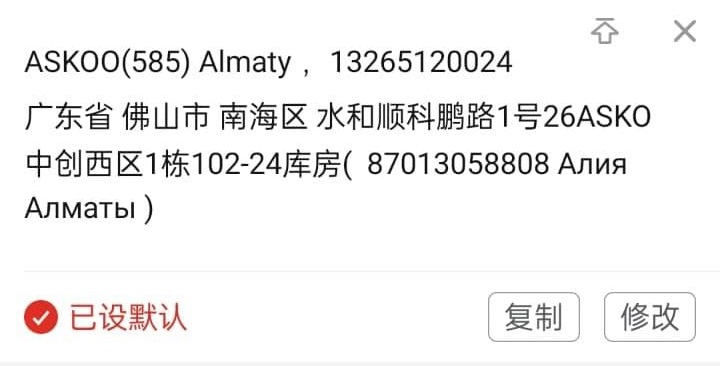 ASKOO(585) Almaty ，13265120024
广东省 佛山市 南海区 水和顺科鹏路1号26ASKO
中创西区1栋102-24库房( 87013058808 Алия
Алматы )
已设默认 复制 修改